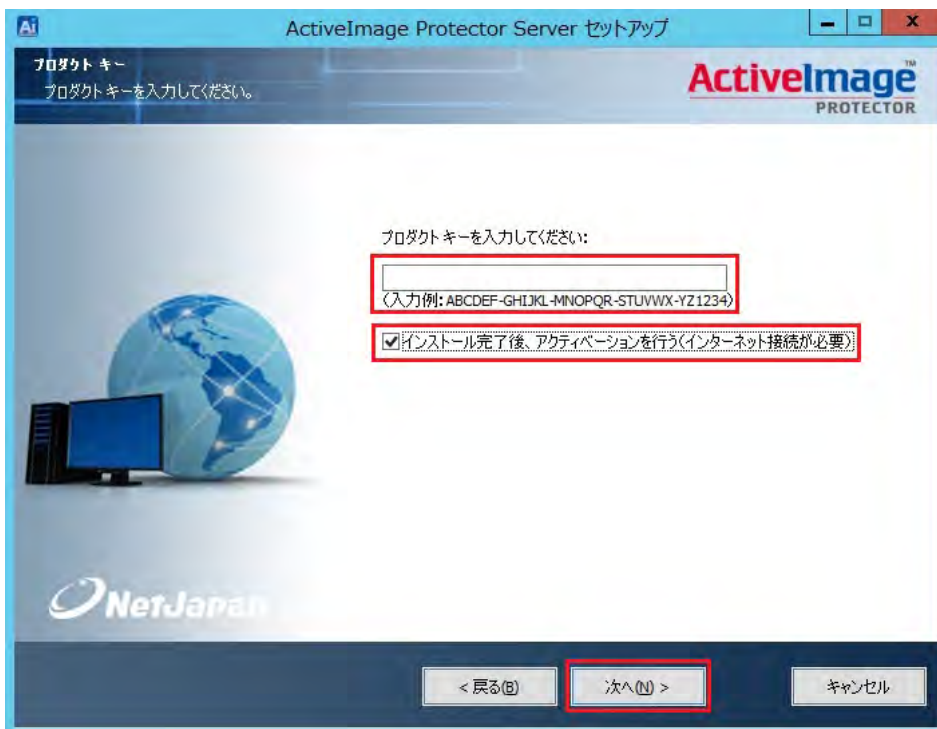 ActiveImage Protector Server セットアップ
プロダクト キー
プロダクト キーを入力してください。
ActiveImage™
PROTECTOR
プロダクト キーを入力してください:
(入力例: ABCDEF-GHIJKL-MNOPQR-STUVWX-YZ1234)
インストール完了後、アクティベーションを行う(インターネット接続が必要)
NetJapan
< 戻る(B)
次へ(N) >
キャンセル